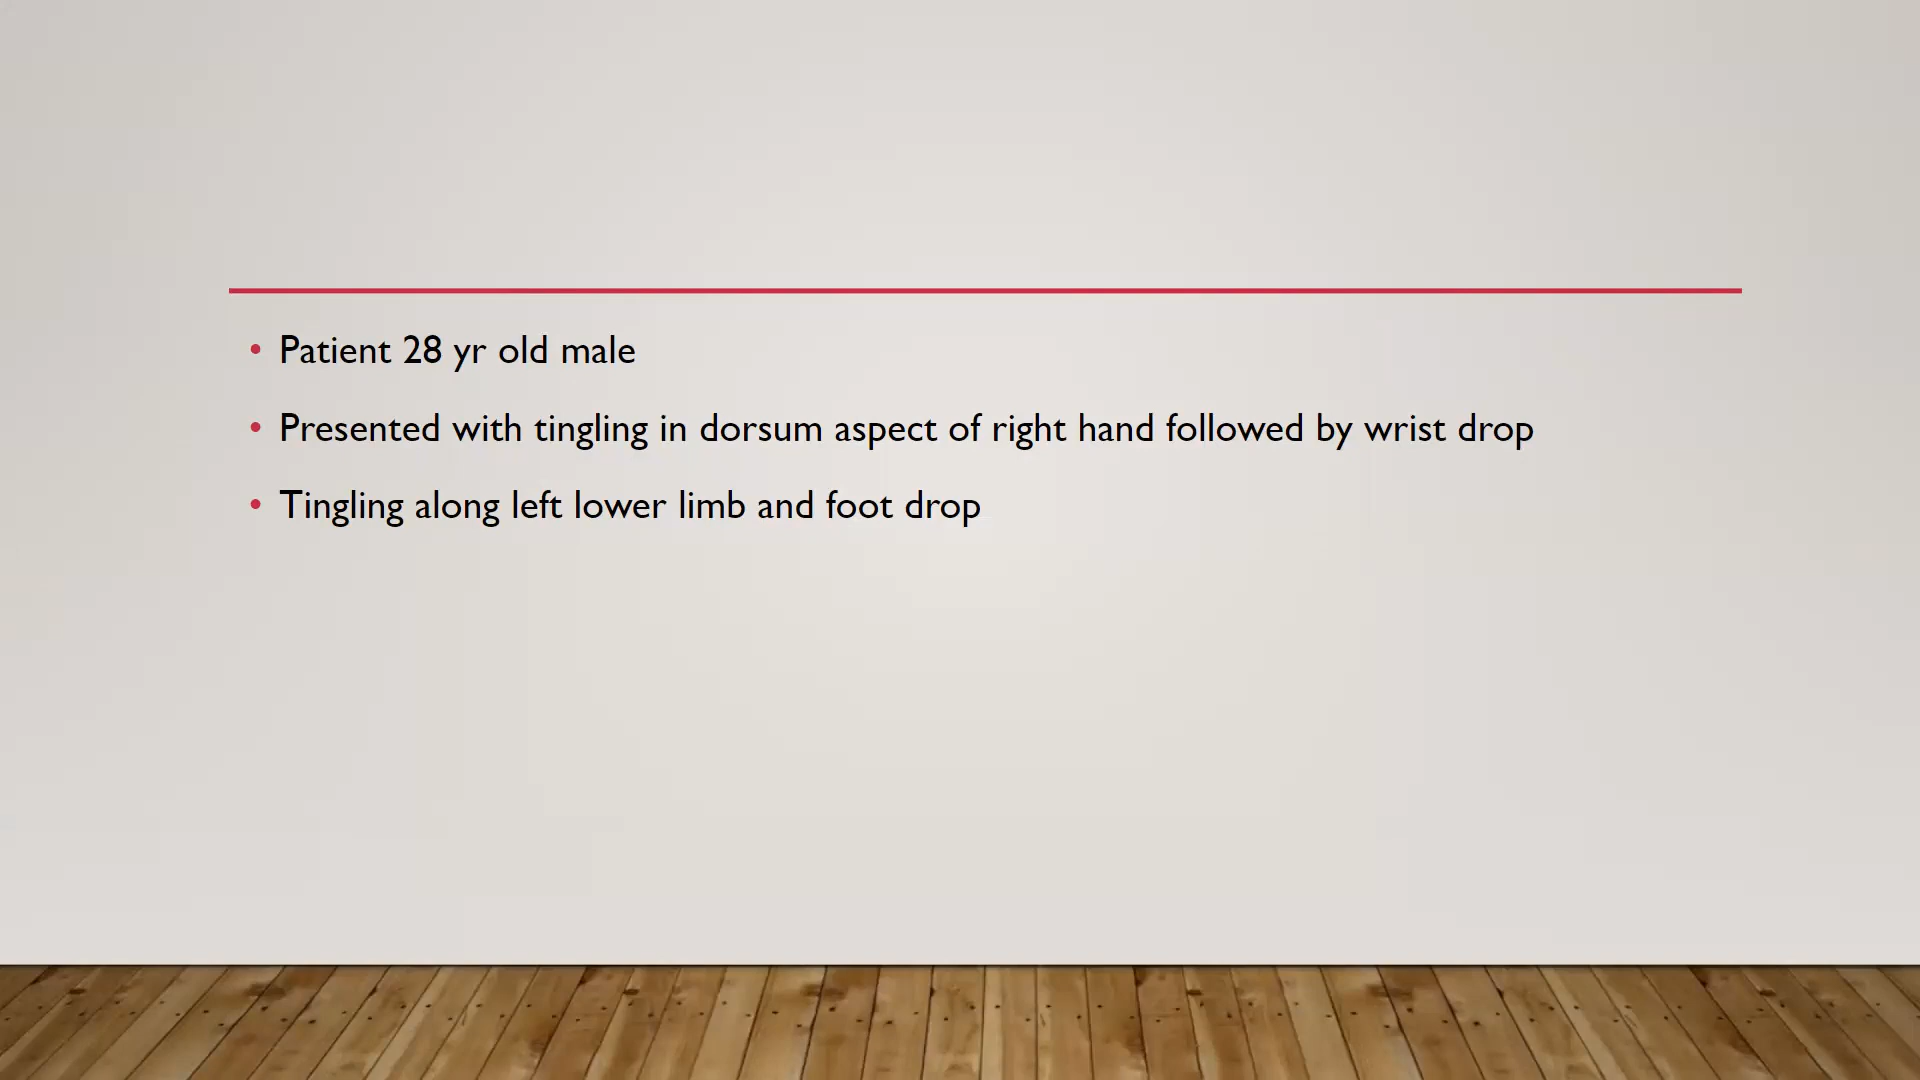 • Patient 28 yr old male
• Presented with tingling in dorsum aspect of right hand followed by wrist drop
• Tingling along left lower limb and foot drop